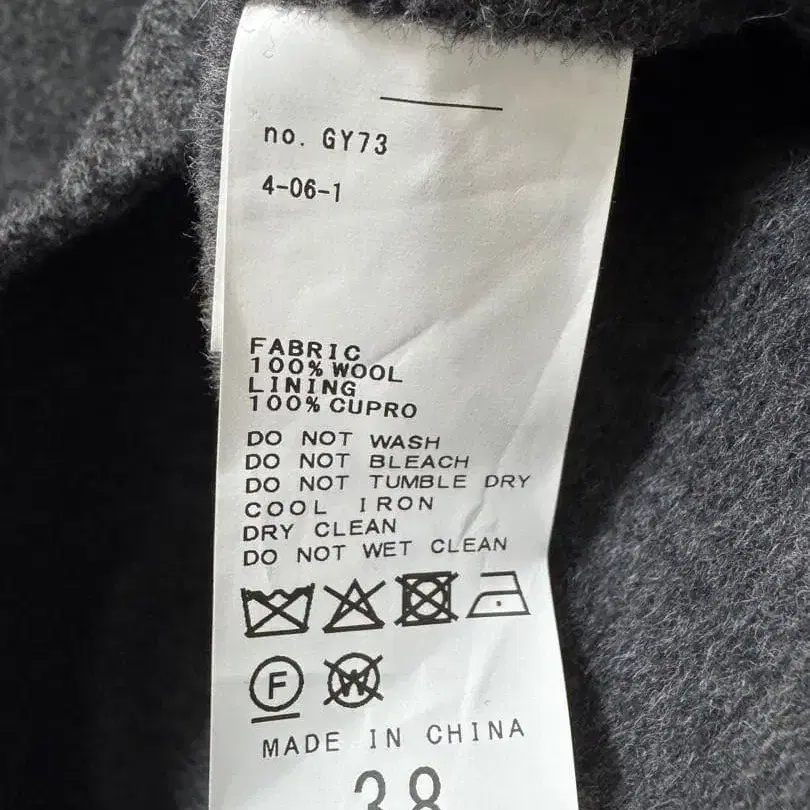 no. GY73
4-06-1
FABRIC
100% WOOL
LINING
100% CUPRO
DO NOT WASH
DO NOT BLEACH
DO NOT TUMBLE DRY
COOL IRON
DRY CLEAN
DO NOT WET CLEAN
F W
MADE IN CHINA
38